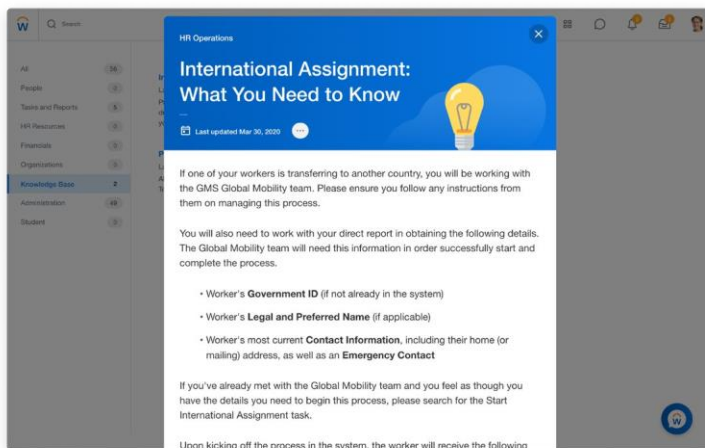 Search
HR Operations
International Assignment:
What You Need to Know
Last updated Mar 30, 2020
All
People
Tasks and Reports 5
HR Resources
Financials
Organizations
Knowledge Base 2
Administration 49
Student
If one of your workers is transferring to another country, you will be working with
the GMS Global Mobility team. Please ensure you follow any instructions from
them on managing this process.
You will also need to work with your direct report in obtaining the following details.
The Global Mobility team will need this information in order successfully start and
complete the process.
• Worker's Government ID (if not already in the system)
• Worker's Legal and Preferred Name (if applicable)
• Worker's most current Contact Information, including their home (or
mailing) address, as well as an Emergency Contact
If you've already met with the Global Mobility team and you feel as though you
have the details you need to begin this process, please search for the Start
International Assignment task.
Upon kicking off the process in the system, the worker will receive the following